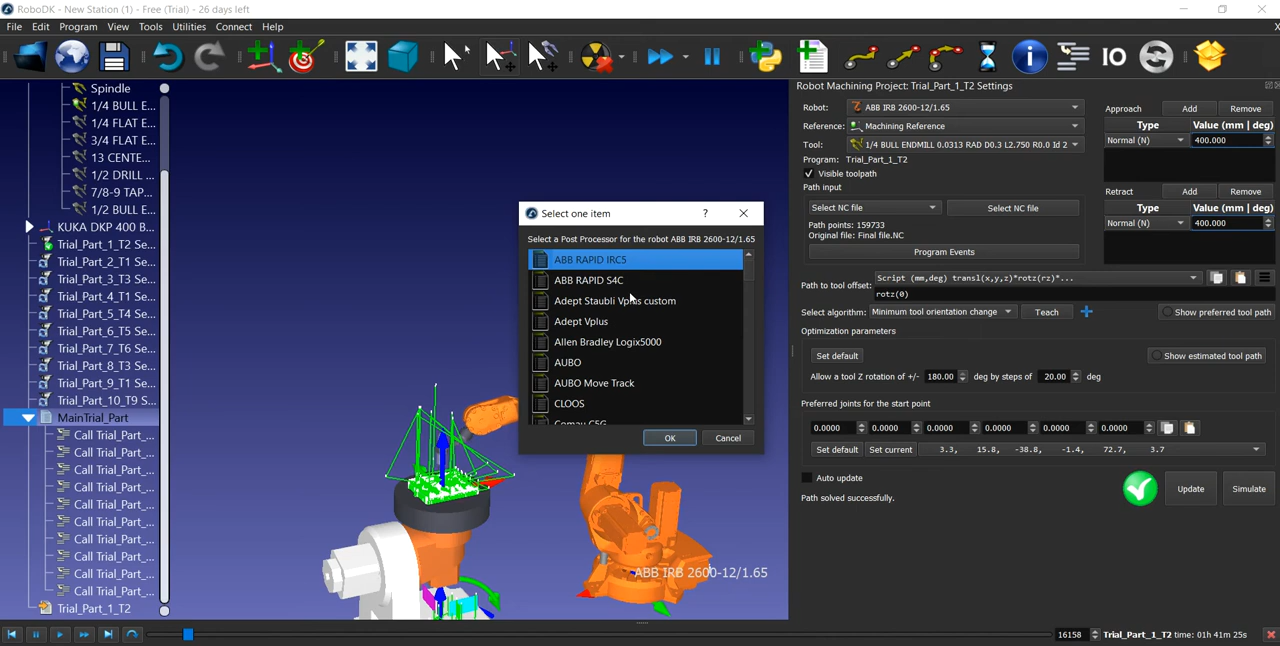 RoboDK - New Station (1) - Free (Trial) - 26 days left
File Edit Program View Tools Utilities Connect Help
IO
Spindle
1/4 BULL E...
1/4 FLAT E...
3/4 FLAT E...
13 CENTE...
1/2 DRILL ...
7/8-9 TAP...
1/2 BULL E...
KUKA DKP 400 B...
Trial_Part_1_T2 Se...
Trial_Part_2_T1 Se...
Trial_Part_3_T3 Se...
Trial_Part_4_T1 Se...
Trial_Part_5_T4 Se...
Trial_Part_6_T5 Se...
Trial_Part_7_T6 Se...
Trial_Part_8_T3 Se...
Trial_Part_9_T1 Se...
Trial_Part_10_T9 S...
MainTrial_Part
Call Trial_Part_...
Call Trial_Part_...
Call Trial_Part_...
Call Trial_Part_...
Call Trial_Part_...
Call Trial_Part_...
Call Trial_Part_...
Call Trial_Part_...
Call Trial_Part_...
Call Trial_Part_...
Trial_Part_1_T2
Select one item ?
Select a Post Processor for the robot ABB IRB 2600-12/1.65
ABB RAPID IRC5
ABB RAPID S4C
Adept Staubli Vplus custom
Adept Vplus
Allen Bradley Logix5000
AUBO
AUBO Move Track
CLOOS
Comau C5G
OK Cancel
ABB IRB 2600-12/1.65
Robot Machining Project: Trial_Part_1_T2 Settings
Robot: ABB IRB 2600-12/1.65
Reference: Machining Reference
Tool: 1/4 BULL ENDMILL 0.0313 RAD D0.3 L2.750 R0.0 Id 2
Program: Trial_Part_1_T2
Visible toolpath
Path input
Select NC file Select NC file
Path points: 159733
Original file: Final file.NC
Program Events
Approach Add Remove
Type Value (mm | deg)
Normal (N) 400.000
Retract Add Remove
Type Value (mm | deg)
Normal (N) 400.000
Path to tool offset: Script (mm,deg) transl(x,y,z)*rotz(rz)*...
rotz(0)
Select algorithm: Minimum tool orientation change Teach Show preferred tool path
Optimization parameters
Set default Show estimated tool path
Allow a tool Z rotation of +/- 180.00 deg by steps of 20.00 deg
Preferred joints for the start point
0.0000 0.0000 0.0000 0.0000 0.0000 0.0000
Set default Set current 3.3, 15.8, -38.8, -1.4, 72.7, 3.7
Auto update
Path solved successfully.
Update Simulate
16158 Trial_Part_1_T2 time: 01h 41m 25s